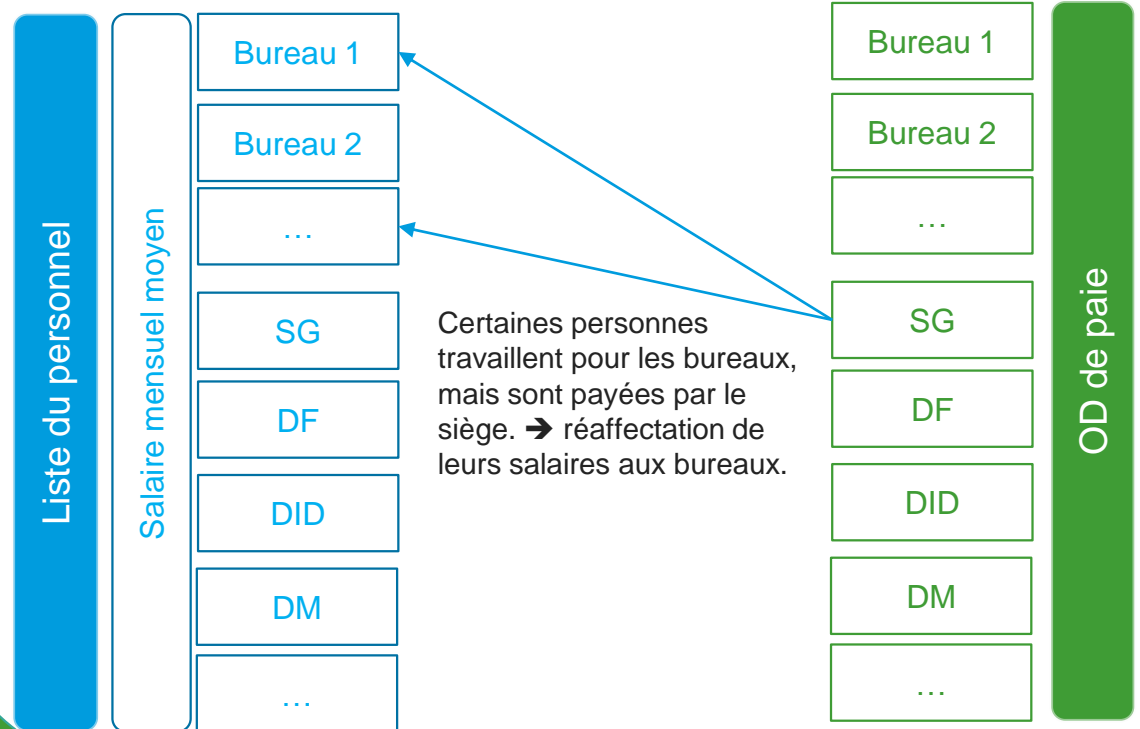 Liste du personnel
Salaire mensuel moyen
Bureau 1
Bureau 2
…
SG
DF
DID
DM
…
Certaines personnes
travaillent pour les bureaux,
mais sont payées par le
siège. ➔ réaffectation de
leurs salaires aux bureaux.
Bureau 1
Bureau 2
…
SG
DF
DID
DM
…
OD de paie